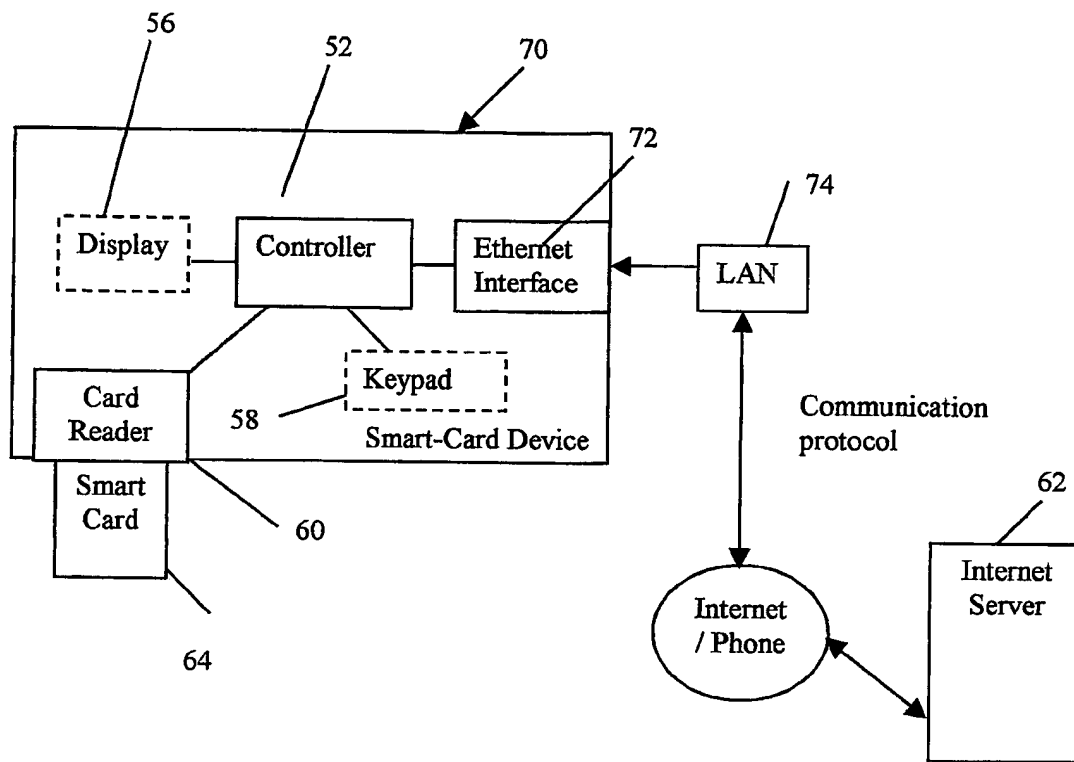 56
52
70
72
74
Display
Controller
Ethernet
Interface
LAN
Keypad
58
Smart-Card Device
Card
Reader
Smart
Card
60
64
Communication
protocol
62
Internet
/ Phone
Internet
Server